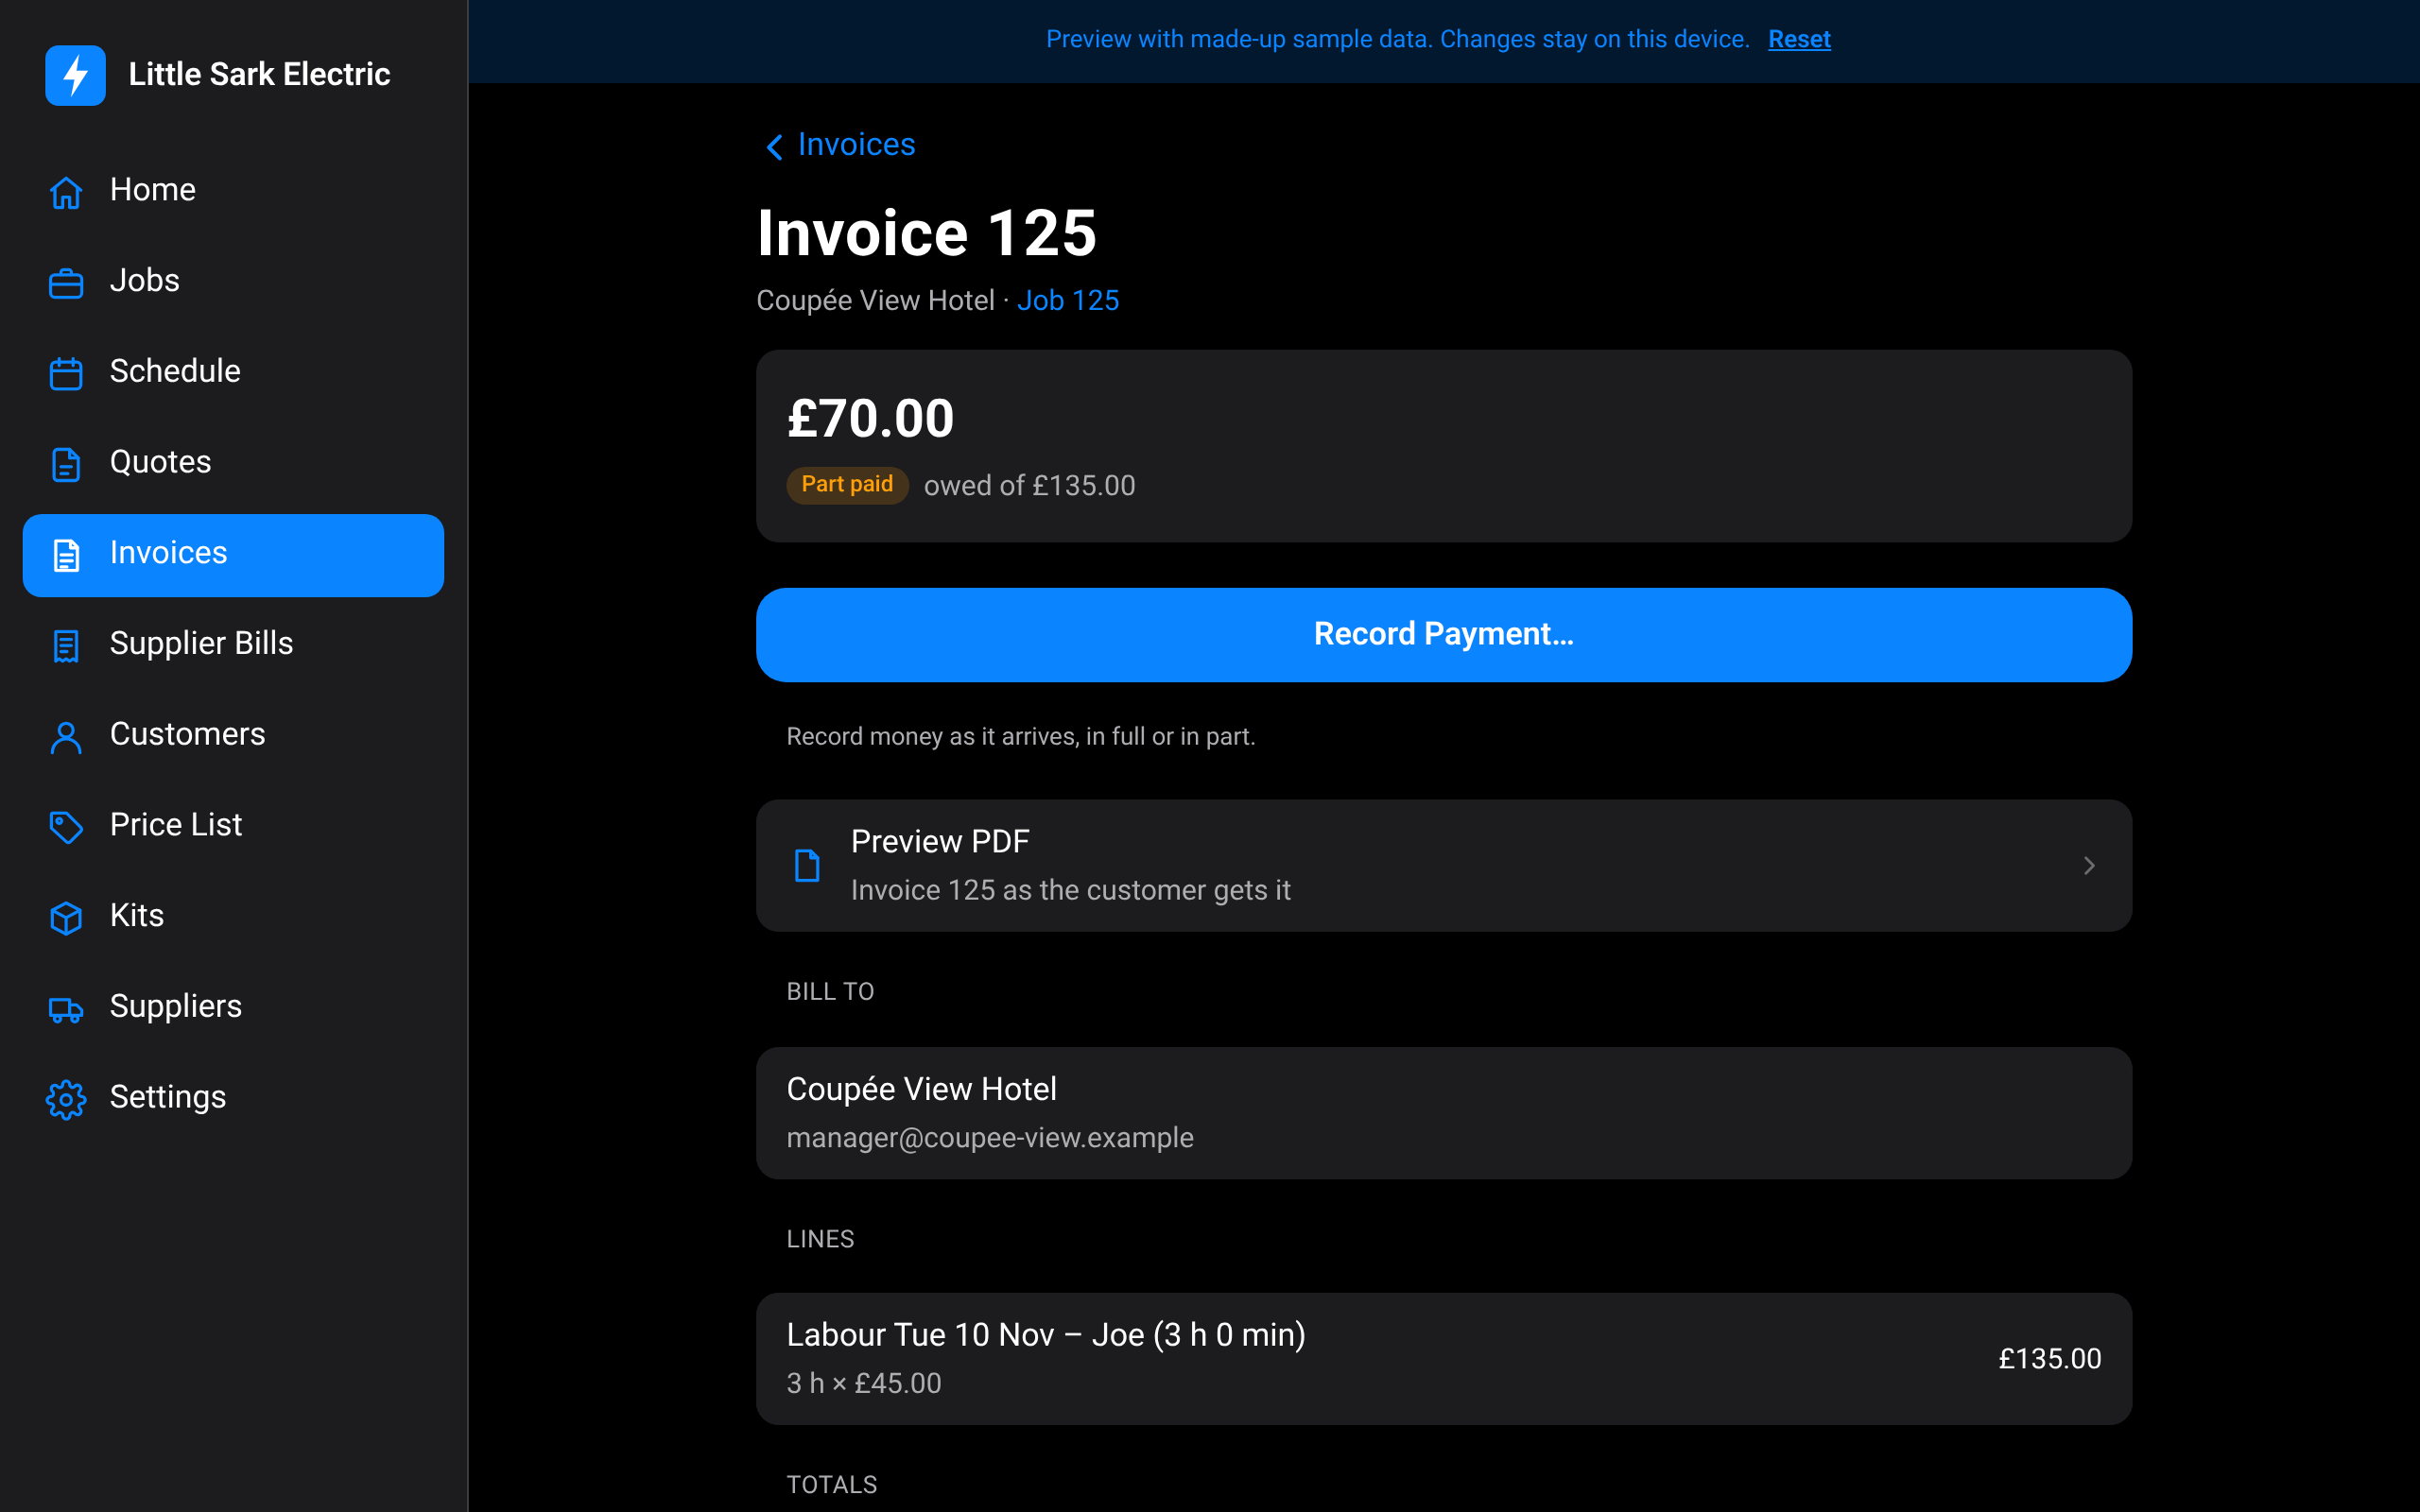 Little Sark Electric
Home
Jobs
Schedule
Quotes
Invoices
Supplier Bills
Customers
Price List
Kits
Suppliers
Settings
Preview with made-up sample data. Changes stay on this device. Reset
Invoices
Invoice 125
Coupée View Hotel · Job 125
£70.00
Part paid owed of £135.00
Record Payment…
Record money as it arrives, in full or in part.
Preview PDF
Invoice 125 as the customer gets it
BILL TO
Coupée View Hotel
manager@coupee-view.example
LINES
Labour Tue 10 Nov – Joe (3 h 0 min)
3 h × £45.00
£135.00
TOTALS